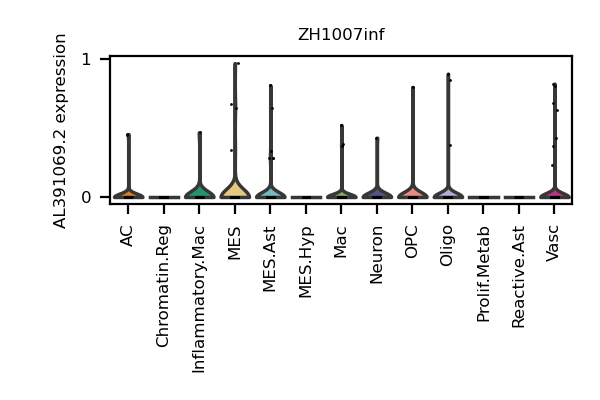 ZH1007inf
AL391069.2 expression
1
0
AC
Chromatin.Reg
Inflammatory.Mac
MES
MES.Ast
MES.Hyp
Mac
Neuron
OPC
Oligo
Prolif.Metab
Reactive.Ast
Vasc